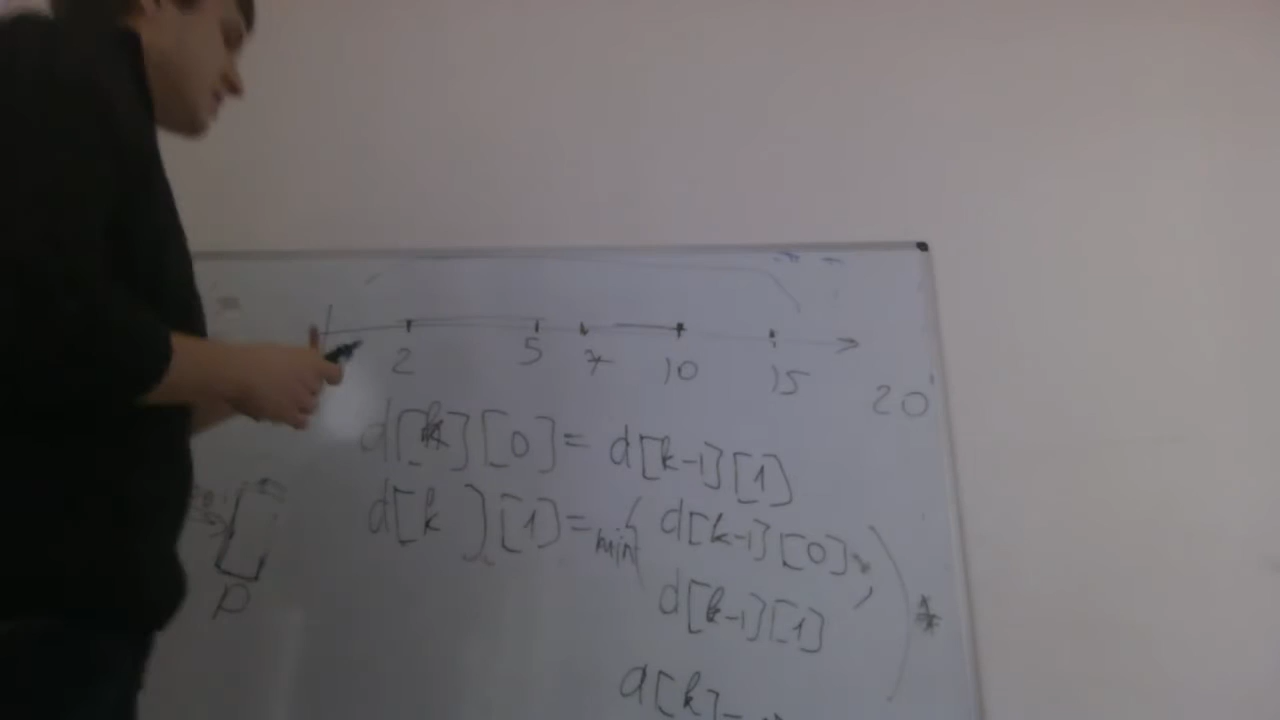 2 5 7 10 15 20
d[k][0] = d[k-1][1]
d[k][1] = min{ d[k-1][0];
d[k-1][1] )
a[k]-
p